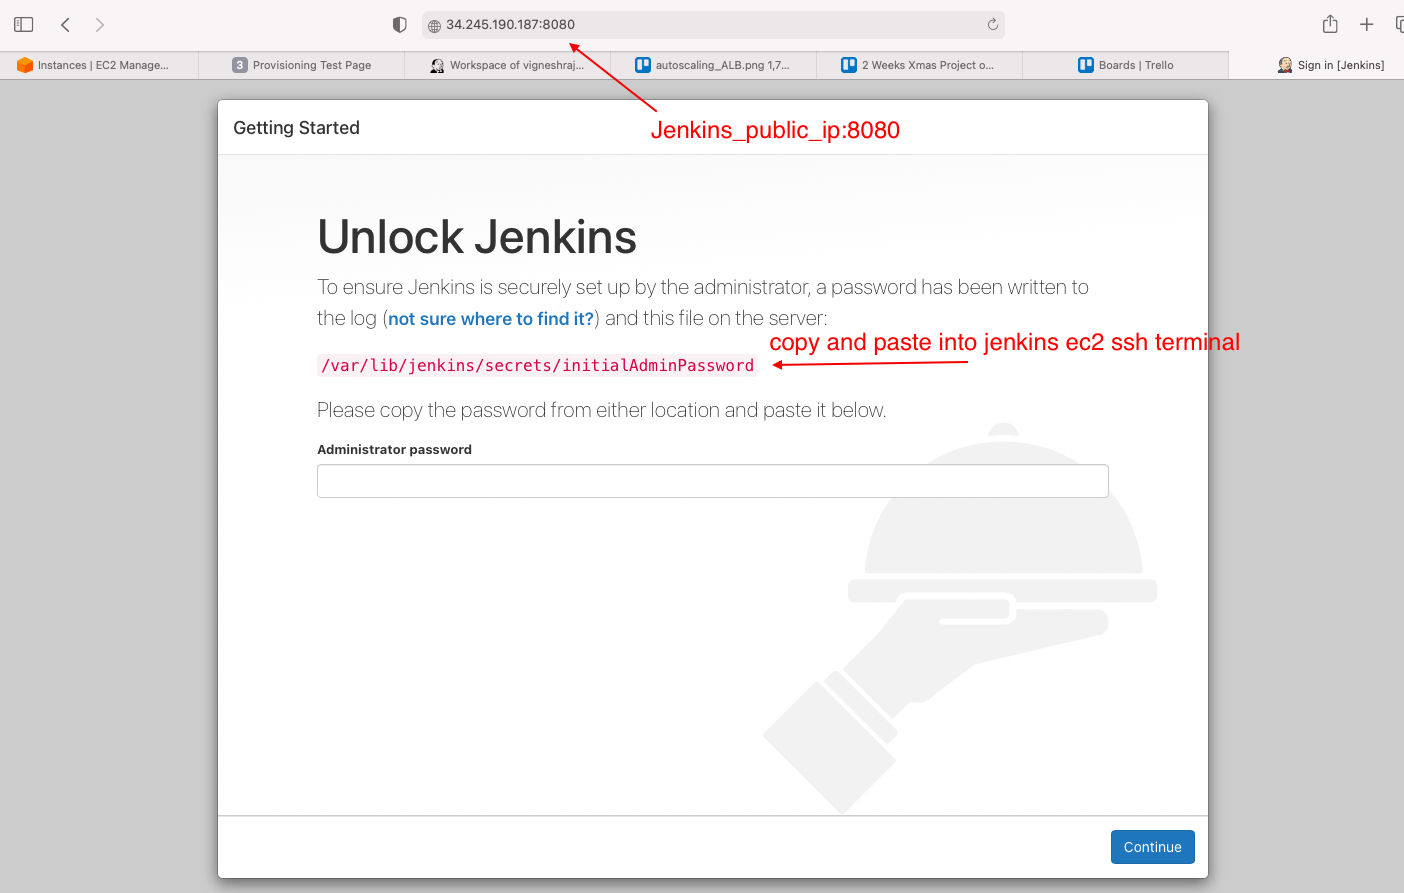 34.245.190.187:8080
Instances | EC2 Manage...
3 Provisioning Test Page
Workspace of vigneshraj...
autoscaling_ALB.png 1,7...
2 Weeks Xmas Project o...
Boards | Trello
Sign in [Jenkins]
Getting Started
Jenkins_public_ip:8080
Unlock Jenkins
To ensure Jenkins is securely set up by the administrator, a password has been written to
the log (not sure where to find it?) and this file on the server:
copy and paste into jenkins ec2 ssh terminal
/var/lib/jenkins/secrets/initialAdminPassword
Please copy the password from either location and paste it below.
Administrator password
Continue